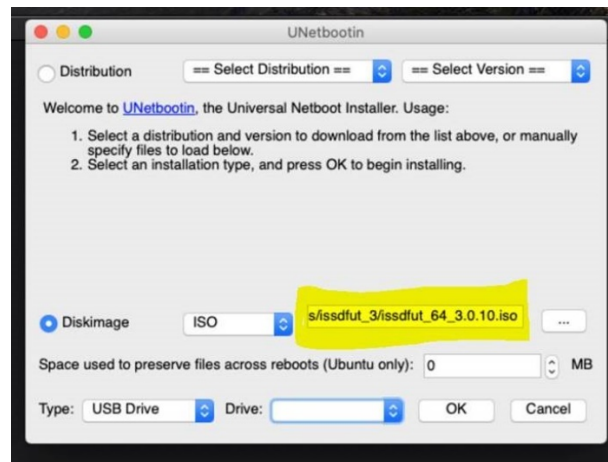 UNetbootin
Distribution == Select Distribution == == Select Version ==
Welcome to UNetbootin, the Universal Netboot Installer. Usage:
1. Select a distribution and version to download from the list above, or manually
specify files to load below.
2. Select an installation type, and press OK to begin installing.
Diskimage ISO s/issdfut_3/issdfut_64_3.0.10.iso ...
Space used to preserve files across reboots (Ubuntu only): 0 MB
Type: USB Drive Drive: OK Cancel